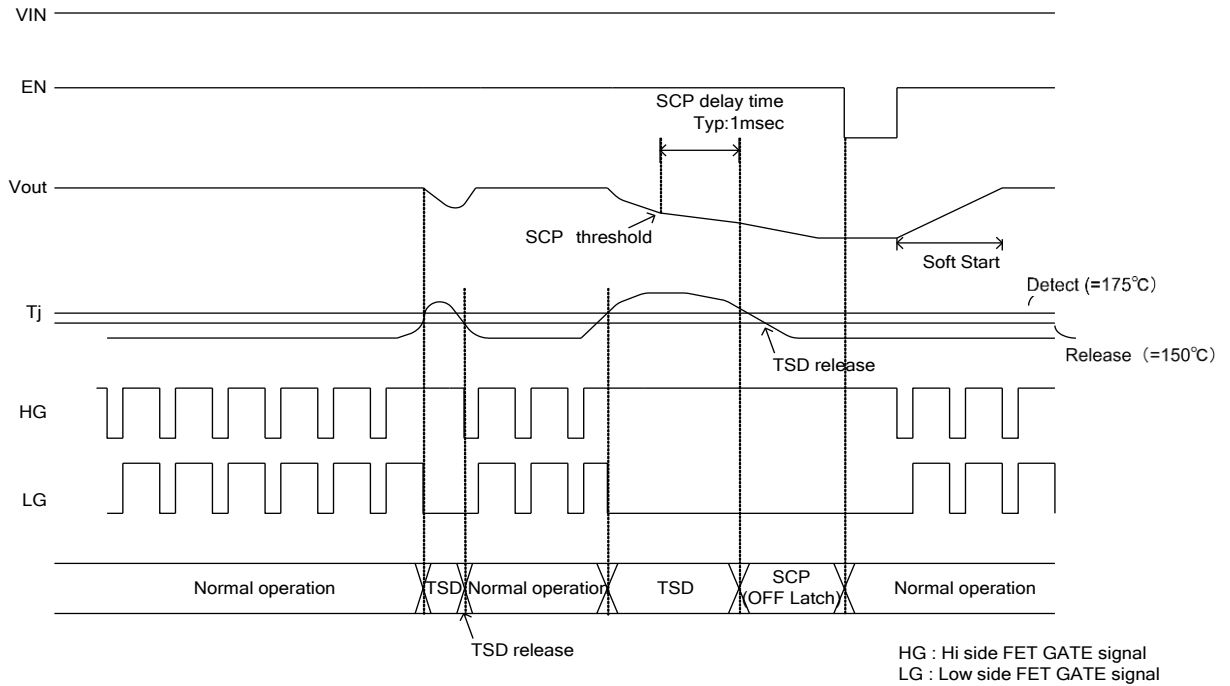 VIN
EN
SCP delay time
Typ:1msec
Vout
SCP threshold
Soft Start
Detect (=175℃)
Tj
TSD release
Release (=150℃)
HG
LG
Normal operation
TSD
Normal operation
TSD
SCP
(OFF Latch)
Normal operation
TSD release
HG : Hi side FET GATE signal
LG : Low side FET GATE signal